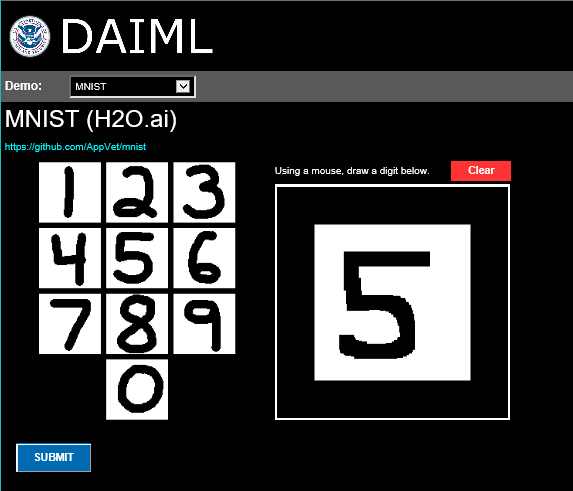 DAIML
Demo: MNIST
MNIST (H2O.ai)
https://github.com/AppVet/mnist
Using a mouse, draw a digit below. Clear
1 2 3
4 5 6
7 8 9
0
5
SUBMIT